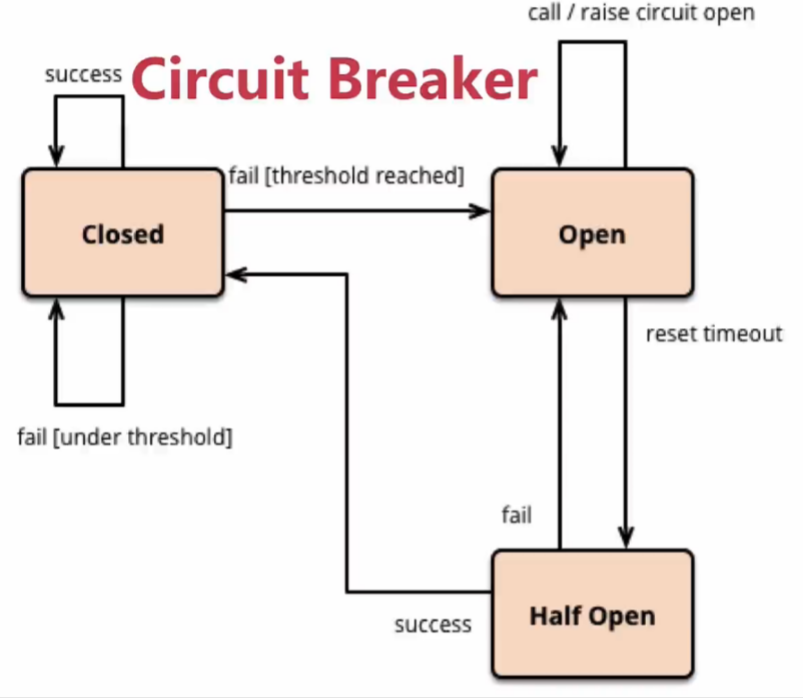 call / raise circuit open
success
Circuit Breaker
fail [threshold reached]
Closed
Open
reset timeout
fail [under threshold]
fail
Half Open
success